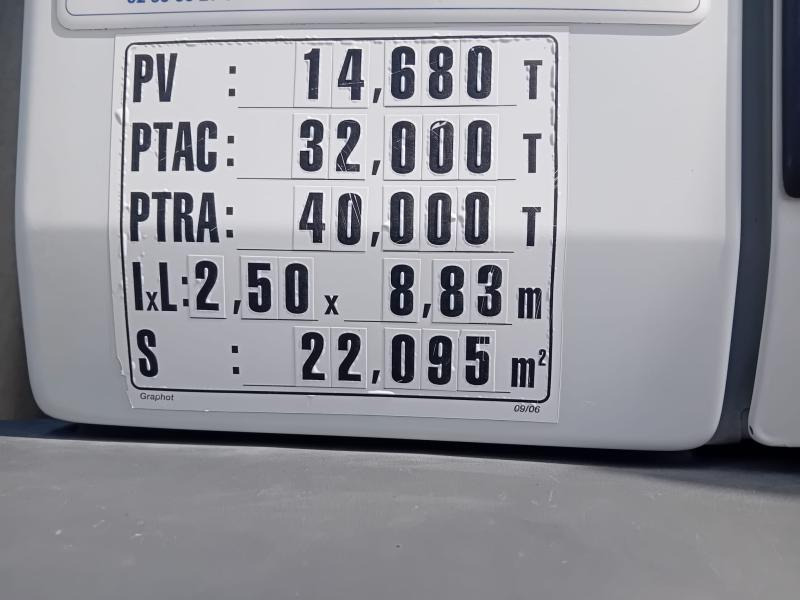 PV : 14,680 T
PTAC: 32,000 T
PTRA: 40,000 T
lxL: 2,50 x 8,83 m
S : 22,095 m²
Graphot 09/06